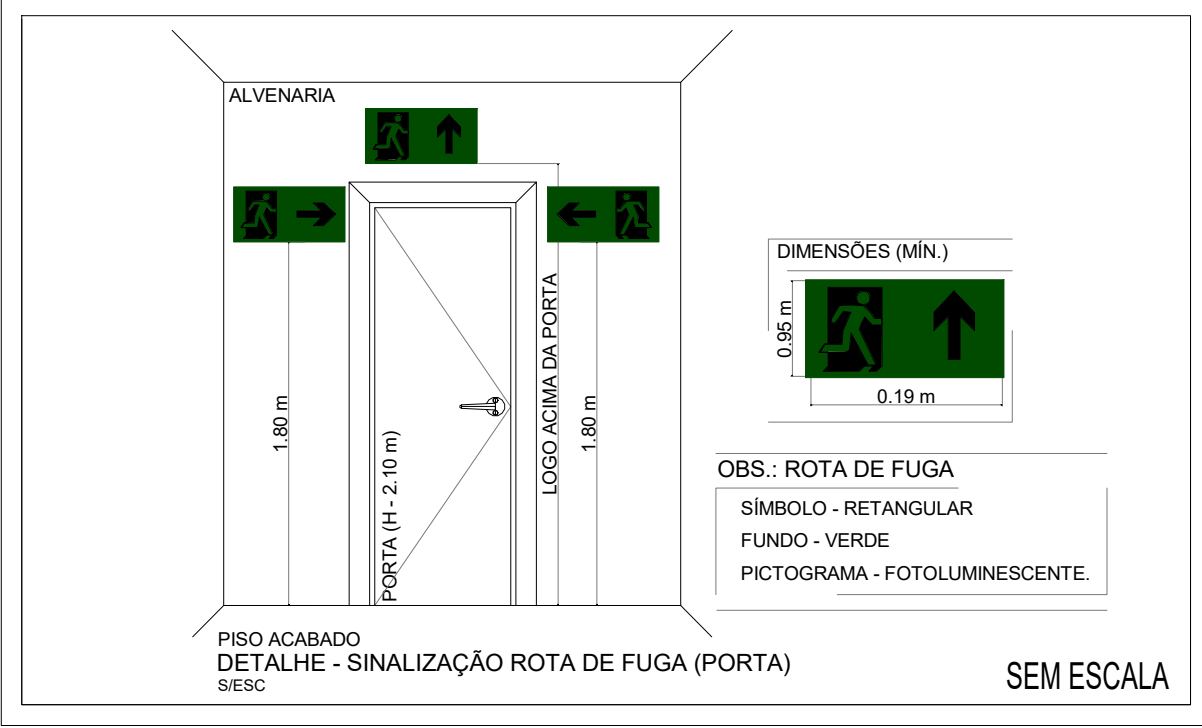 ALVENARIA
DIMENSÕES (MÍN.)
0.95 m
0.19 m
1.80 m
PORTA (H - 2.10 m)
LOGO ACIMA DA PORTA
1.80 m
OBS.: ROTA DE FUGA
SÍMBOLO - RETANGULAR
FUNDO - VERDE
PICTOGRAMA - FOTOLUMINESCENTE.
PISO ACABADO
DETALHE - SINALIZAÇÃO ROTA DE FUGA (PORTA)
S/ESC
SEM ESCALA